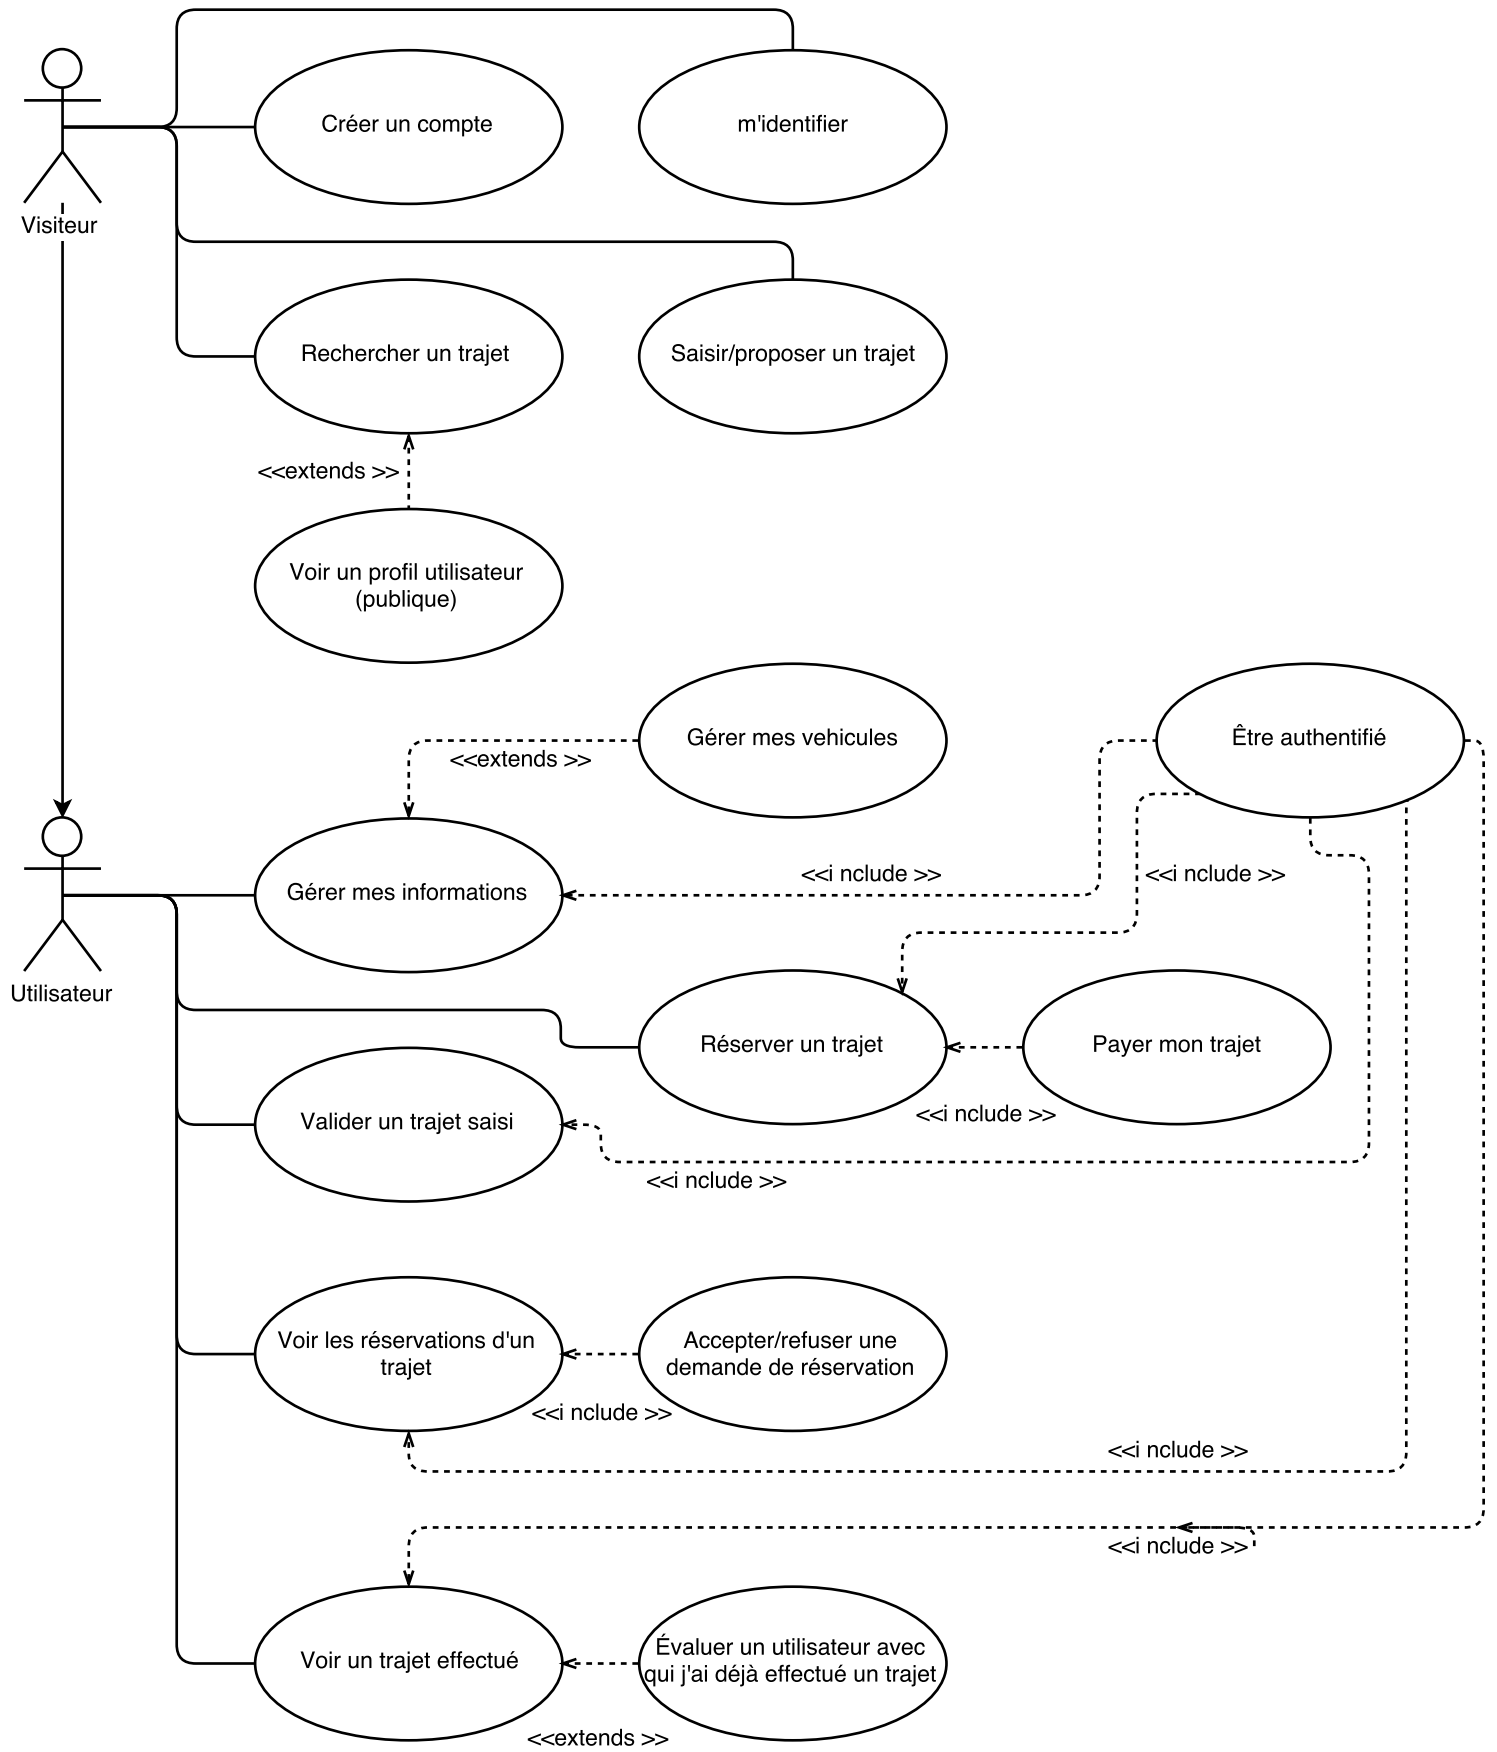 Créer un compte
m'identifier
Visiteur
Rechercher un trajet
Saisir/proposer un trajet
<<extends >>
Voir un profil utilisateur
(publique)
Gérer mes vehicules
Être authentifié
<<extends >>
Gérer mes informations
<<i nclude >>
<<i nclude >>
Utilisateur
Réserver un trajet
Payer mon trajet
<<i nclude >>
Valider un trajet saisi
<<i nclude >>
Voir les réservations d'un
trajet
Accepter/refuser une
demande de réservation
<<i nclude >>
<<i nclude >>
<<i nclude >>
Voir un trajet effectué
Évaluer un utilisateur avec
qui j'ai déjà effectué un trajet
<<extends >>